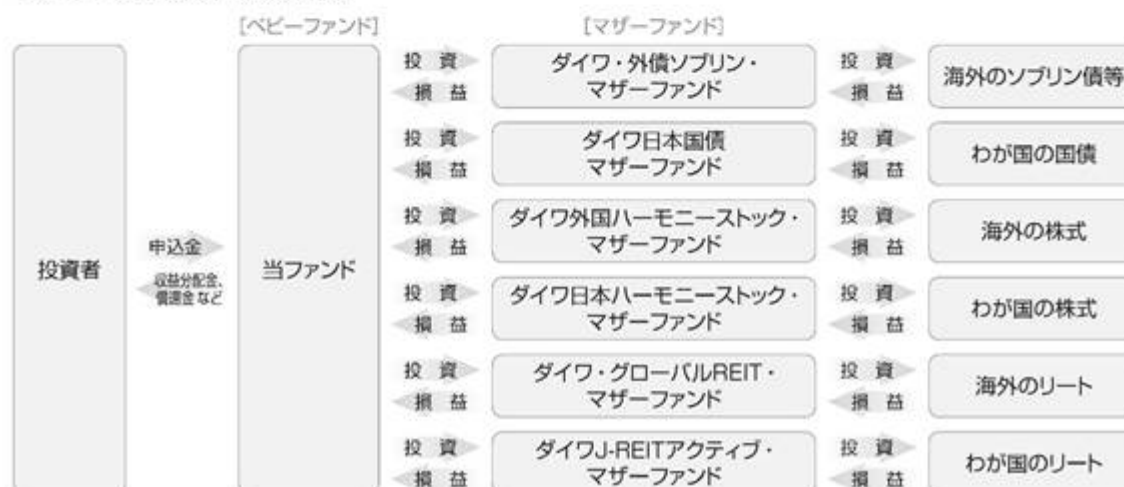 [ベビーファンド]
[マザーファンド]
投資者
申込金
収益分配金、
償還金など
当ファンド
投 資
損 益
ダイワ・外債ソブリン・
マザーファンド
投 資
損 益
海外のソブリン債等
投 資
損 益
ダイワ日本国債
マザーファンド
投 資
損 益
わが国の国債
投 資
損 益
ダイワ外国ハーモニーストック・
マザーファンド
投 資
損 益
海外の株式
投 資
損 益
ダイワ日本ハーモニーストック・
マザーファンド
投 資
損 益
わが国の株式
投 資
損 益
ダイワ・グローバルREIT・
マザーファンド
投 資
損 益
海外のリート
投 資
損 益
ダイワJ-REITアクティブ・
マザーファンド
投 資
損 益
わが国のリート